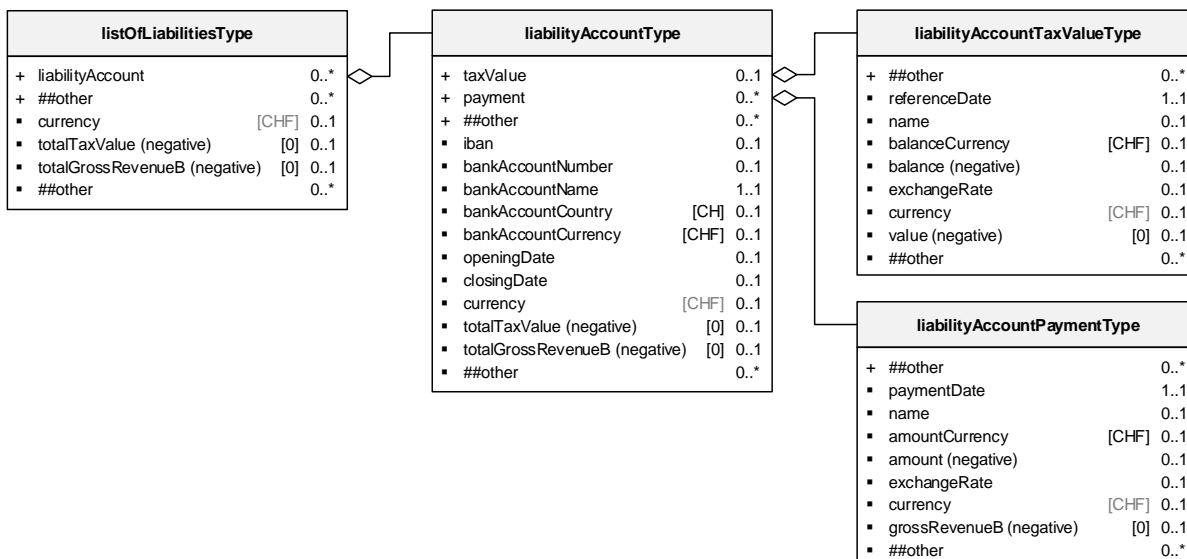 listOfLiabilitiesType
+ liabilityAccount 0..*
+ ##other 0..*
▪ currency [CHF] 0..1
▪ totalTaxValue (negative) [0] 0..1
▪ totalGrossRevenueB (negative) [0] 0..1
▪ ##other 0..*
liabilityAccountType
+ taxValue 0..1
+ payment 0..*
+ ##other 0..*
▪ iban 0..1
▪ bankAccountNumber 0..1
▪ bankAccountName 1..1
▪ bankAccountCountry [CH] 0..1
▪ bankAccountCurrency [CHF] 0..1
▪ openingDate 0..1
▪ closingDate 0..1
▪ currency [CHF] 0..1
▪ totalTaxValue (negative) [0] 0..1
▪ totalGrossRevenueB (negative) [0] 0..1
▪ ##other 0..*
liabilityAccountTaxValueType
+ ##other 0..*
▪ referenceDate 1..1
▪ name 0..1
▪ balanceCurrency [CHF] 0..1
▪ balance (negative) 0..1
▪ exchangeRate 0..1
▪ currency [CHF] 0..1
▪ value (negative) [0] 0..1
▪ ##other 0..*
liabilityAccountPaymentType
+ ##other 0..*
▪ paymentDate 1..1
▪ name 0..1
▪ amountCurrency [CHF] 0..1
▪ amount (negative) 0..1
▪ exchangeRate 0..1
▪ currency [CHF] 0..1
▪ grossRevenueB (negative) [0] 0..1
▪ ##other 0..*